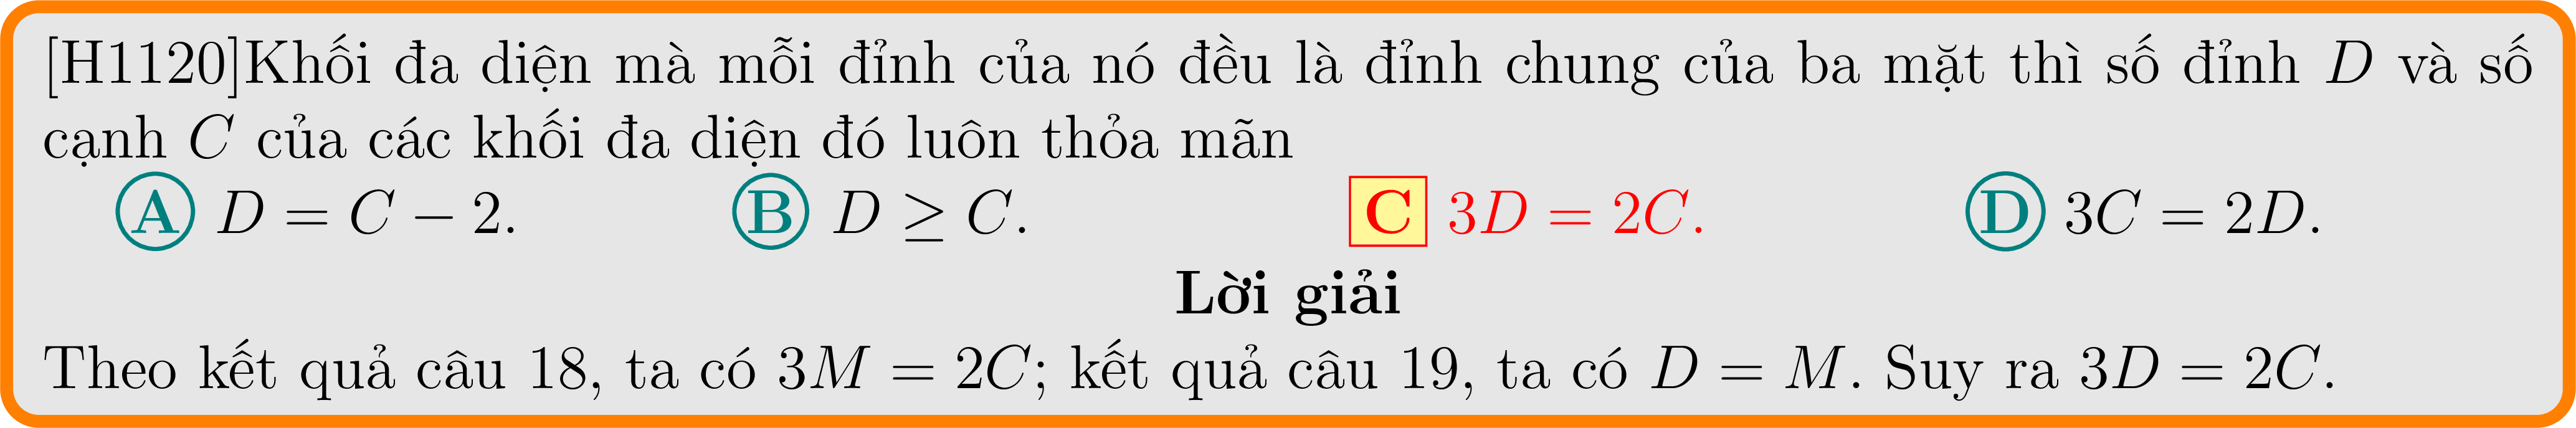 [H1120]Khối đa diện mà mỗi đỉnh của nó đều là đỉnh chung của ba mặt thì số đỉnh D và số
cạnh C của các khối đa diện đó luôn thỏa mãn
A D = C − 2. B D ≥ C. C 3D = 2C. D 3C = 2D.
Lời giải
Theo kết quả câu 18, ta có 3M = 2C; kết quả câu 19, ta có D = M. Suy ra 3D = 2C.